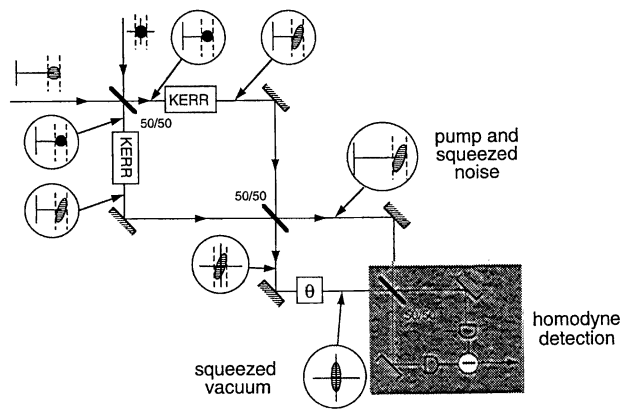 KERR
50/50
KERR
50/50
pump and
squeezed
noise
θ
50/50
homodyne
detection
squeezed
vacuum